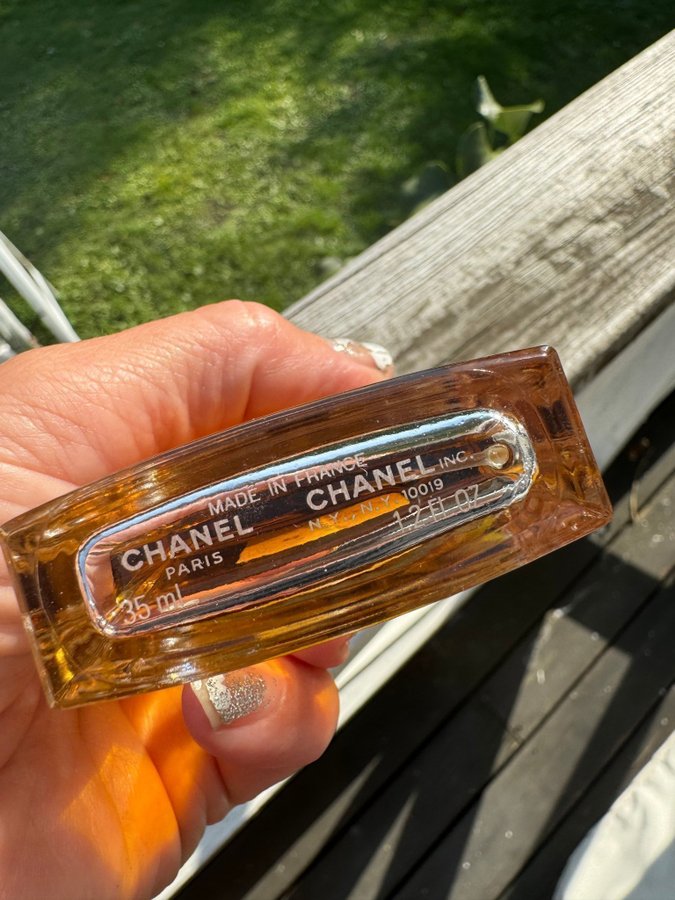 MADE IN FRANCE
CHANEL
PARIS
35 ml
CHANEL INC.
N.Y., N.Y. 10019
1.2 FL. OZ.